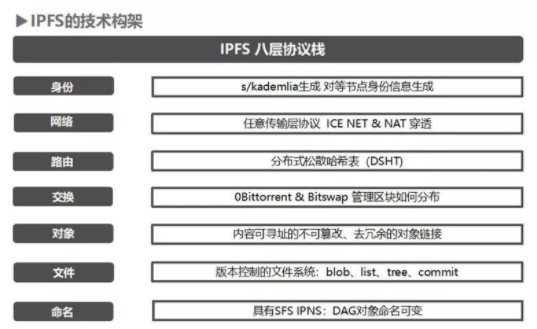 ▶IPFS的技术构架
IPFS 八层协议栈
身份 s/kademlia生成 对等节点身份信息生成
网络 任意传输层协议 ICE NET & NAT 穿透
路由 分布式松散哈希表 (DSHT)
交换 0Bittorrent & Bitswap 管理区块如何分布
对象 内容可寻址的不可篡改、去冗余的对象链接
文件 版本控制的文件系统：blob、list、tree、commit
命名 具有SFS IPNS：DAG对象命名可变